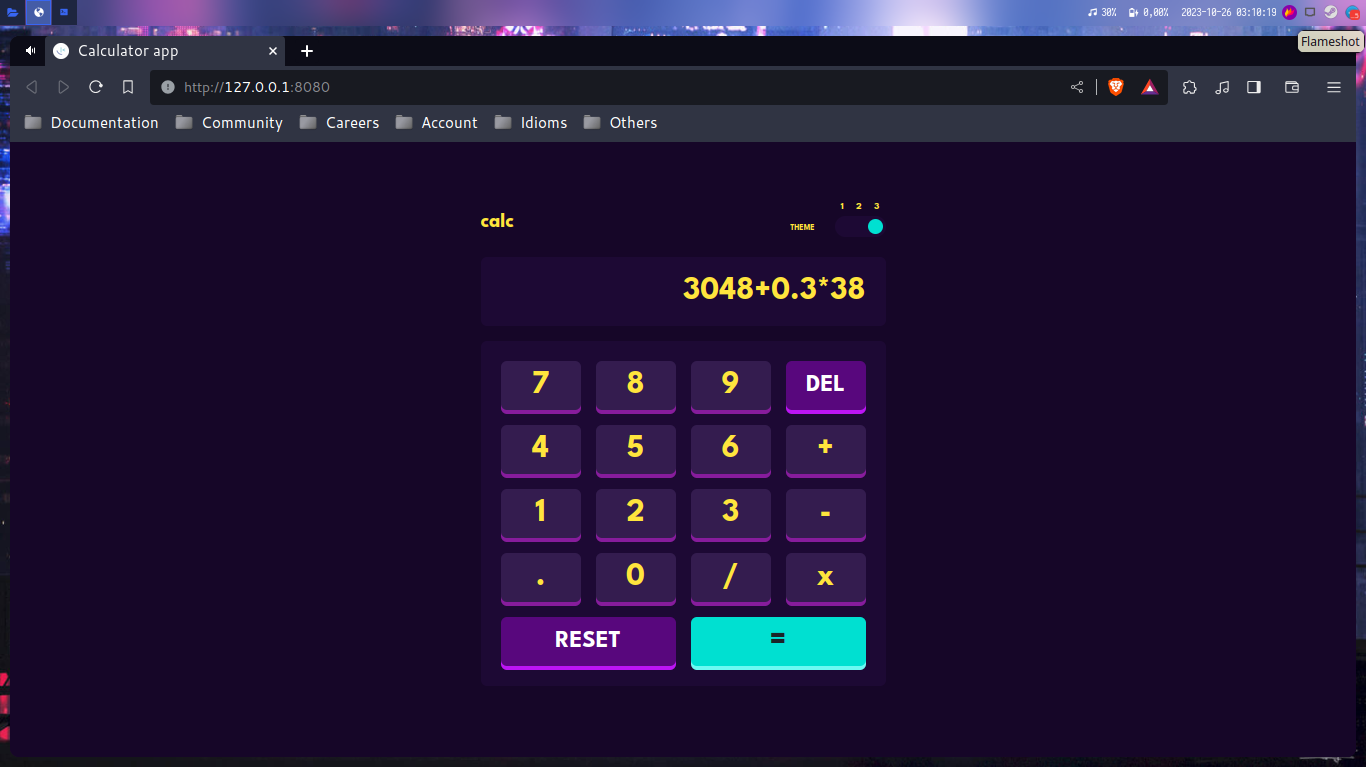 30% 0,00% 2023-10-26 03:10:19
Flameshot
Calculator app
http://127.0.0.1:8080
Documentation Community Careers Account Idioms Others
1 2 3
calc THEME
3048+0.3*38
7 8 9 DEL
4 5 6 +
1 2 3 -
. 0 / x
RESET =